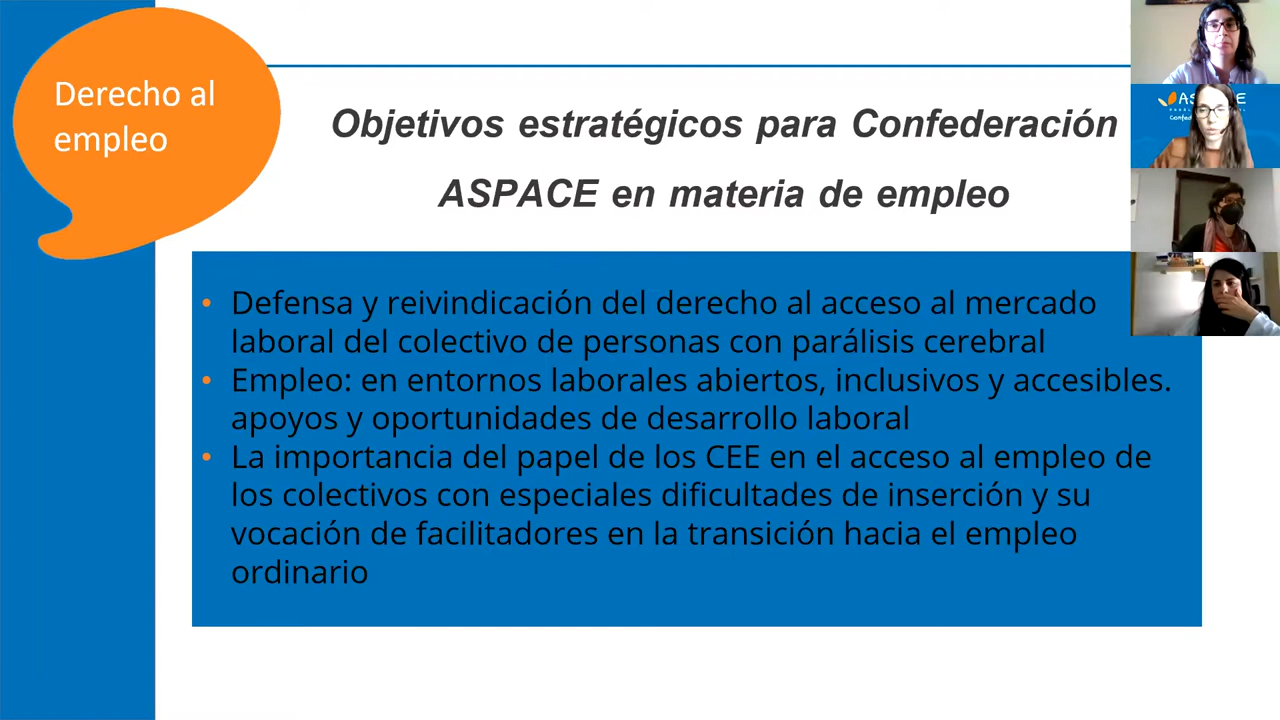 Derecho al
empleo
Objetivos estratégicos para Confederación
ASPACE en materia de empleo
• Defensa y reivindicación del derecho al acceso al mercado
laboral del colectivo de personas con parálisis cerebral
• Empleo: en entornos laborales abiertos, inclusivos y accesibles.
apoyos y oportunidades de desarrollo laboral
• La importancia del papel de los CEE en el acceso al empleo de
los colectivos con especiales dificultades de inserción y su
vocación de facilitadores en la transición hacia el empleo
ordinario